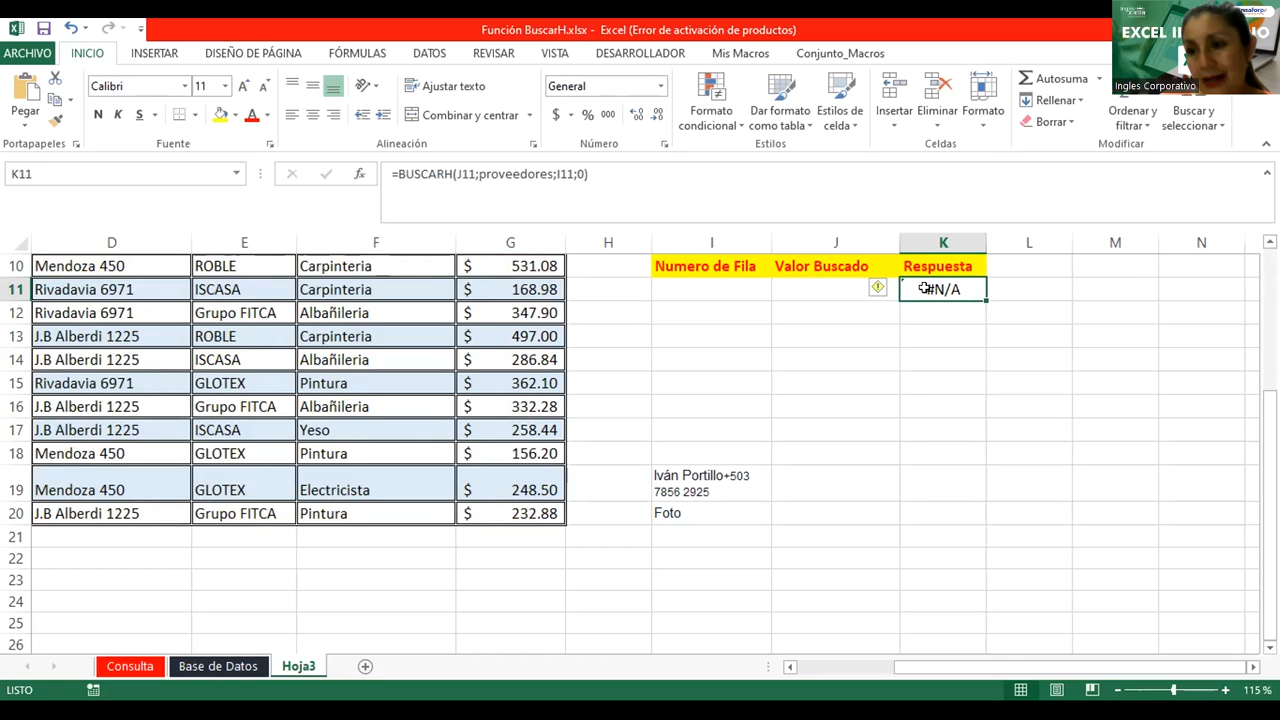 Función BuscarH.xlsx - Excel (Error de activación de productos)
EXCEL II
Ingles Corporativo
ARCHIVO INICIO INSERTAR DISEÑO DE PÁGINA FÓRMULAS DATOS REVISAR VISTA DESARROLLADOR Mis Macros Conjunto_Macros
Pegar
Calibri 11
N K S
Ajustar texto
Combinar y centrar
General
$ % 000
Formato condicional
Dar formato como tabla
Estilos de celda
Insertar Eliminar Formato
Autosuma
Rellenar
Borrar
Ordenar y filtrar
Buscar y seleccionar
Portapapeles Fuente Alineación Número Estilos Celdas Modificar
K11 fx =BUSCARH(J11;proveedores;I11;0)
D E F G H I J K L M N
10 Mendoza 450 ROBLE Carpinteria $ 531.08 Numero de Fila Valor Buscado Respuesta
11 Rivadavia 6971 SCASA Carpinteria $ 168.98 #N/A
12 Rivadavia 6971 Grupo FITCA Albañileria $ 347.90
13 J.B Alberdi 1225 ROBLE Carpinteria $ 497.00
14 J.B Alberdi 1225 ISCASA Albañileria $ 286.84
15 Rivadavia 6971 GLOTEX Pintura $ 362.10
16 J.B Alberdi 1225 Grupo FITCA Albañileria $ 332.28
17 J.B Alberdi 1225 ISCASA Yeso $ 258.44
18 Mendoza 450 GLOTEX Pintura $ 156.20
19 Mendoza 450 GLOTEX Electricista $ 248.50 Iván Portillo+503
7856 2925
20 J.B Alberdi 1225 Grupo FITCA Pintura $ 232.88 Foto
21
22
23
24
25
26
Consulta Base de Datos Hoja3
LISTO 115 %